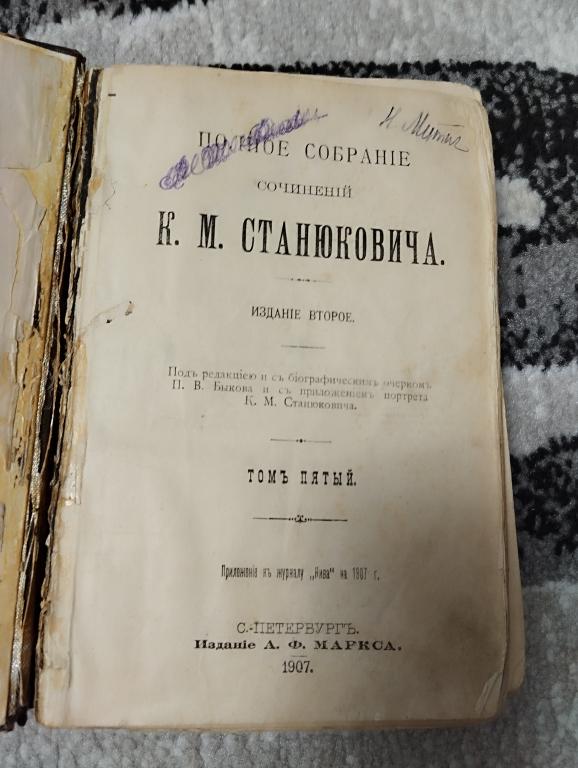 ПОЛНОЕ СОБРАНІЕ
СОЧИНЕНІЙ
К. М. СТАНЮКОВИЧА.
ИЗДАНІЕ ВТОРОЕ.
Подъ редакціею и съ біографическимъ очеркомъ
П. В. Быкова и съ приложеніемъ портрета
К. М. Станюковича.
ТОМЪ ПЯТЫЙ.
Приложеніе къ журналу „Нива“ на 1907 г.
С.-ПЕТЕРБУРГЪ.
Изданіе А. Ф. МАРКСА.
1907.